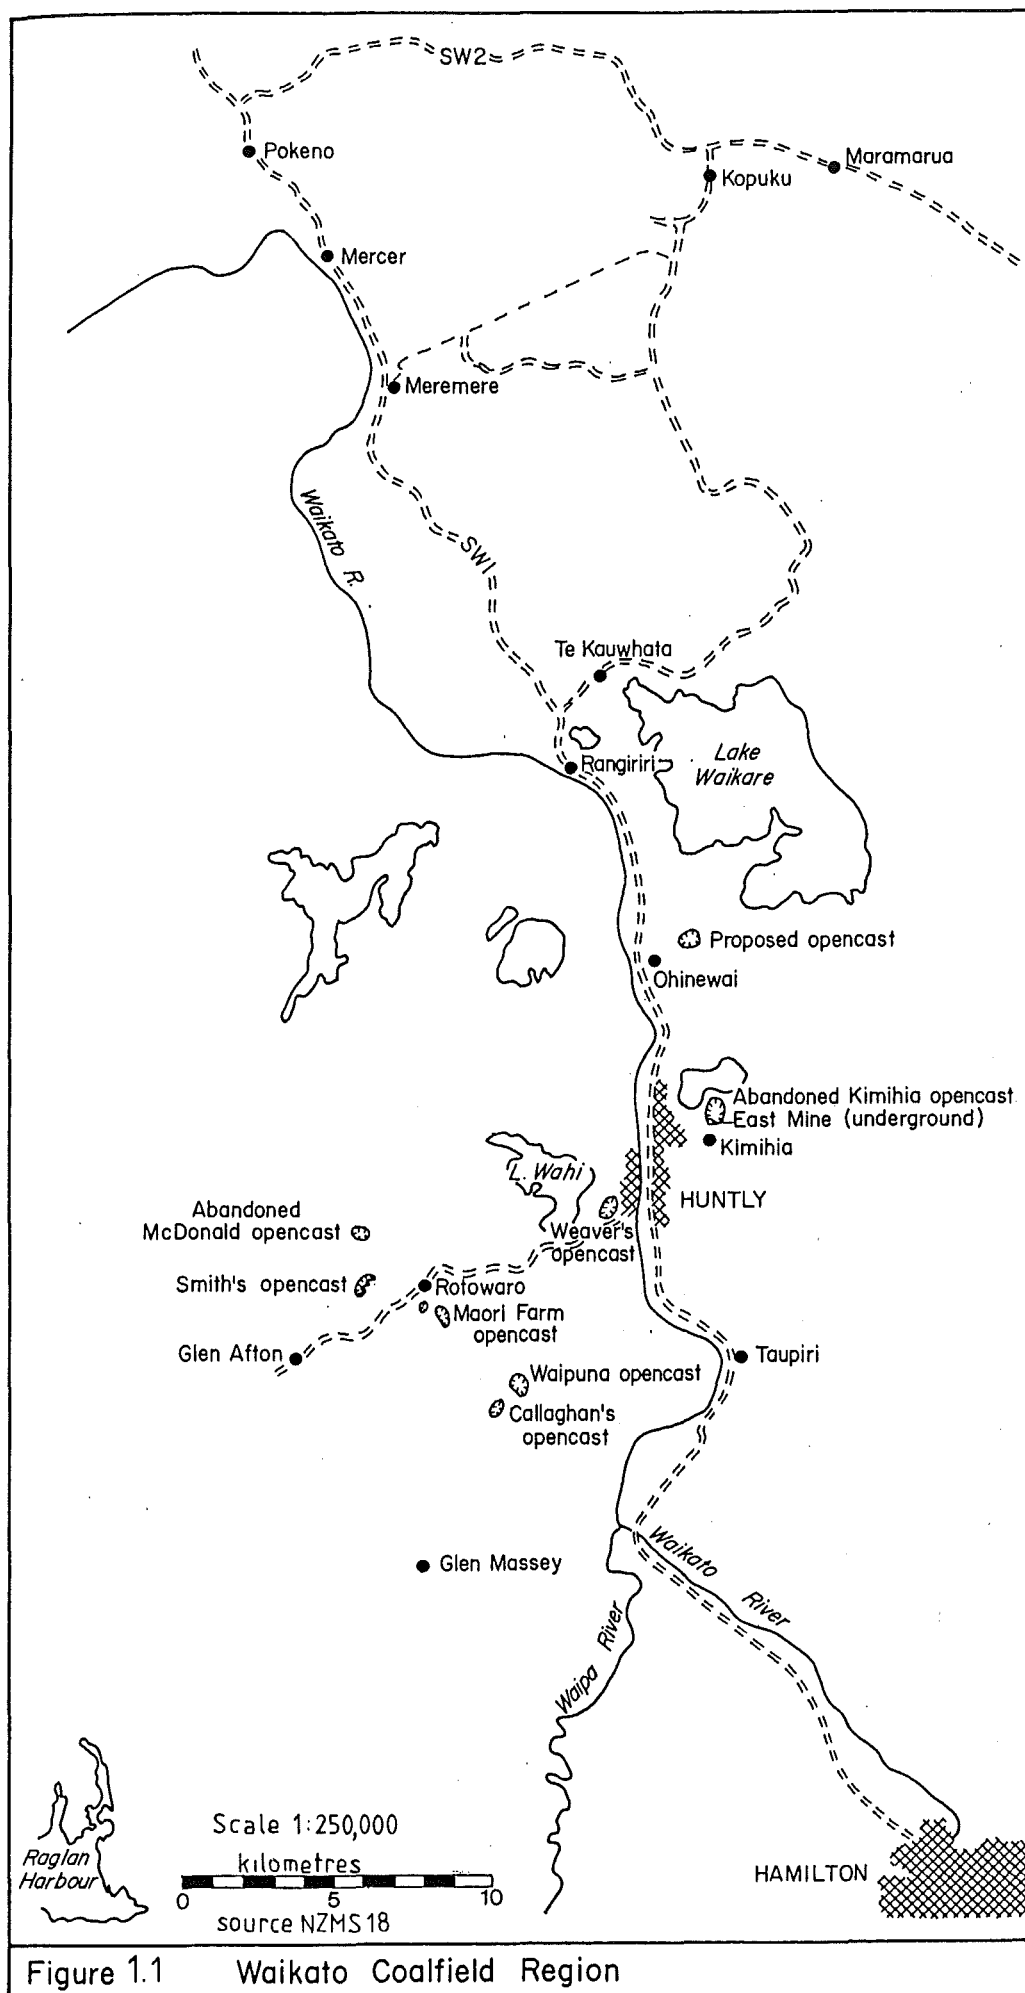 SW2
Pokeno
Maramarua
Kopuku
Mercer
Meremere
Waikato R.
SW1
Te Kauwhata
Lake
Waikare
Rangiriri
Proposed opencast
Ohinewai
Abandoned Kimihia opencast
East Mine (underground)
Kimihia
L. Wahi
HUNTLY
Abandoned
McDonald opencast
Weaver's
opencast
Smith's opencast
Rotowaro
Maori Farm
opencast
Glen Afton
Taupiri
Waipuna opencast
Callaghan's
opencast
Waikato
River
Glen Massey
Waipa River
Scale 1:250,000
kilometres
0 5 10
source NZMS18
Raglan
Harbour
HAMILTON
Figure 1.1 Waikato Coalfield Region